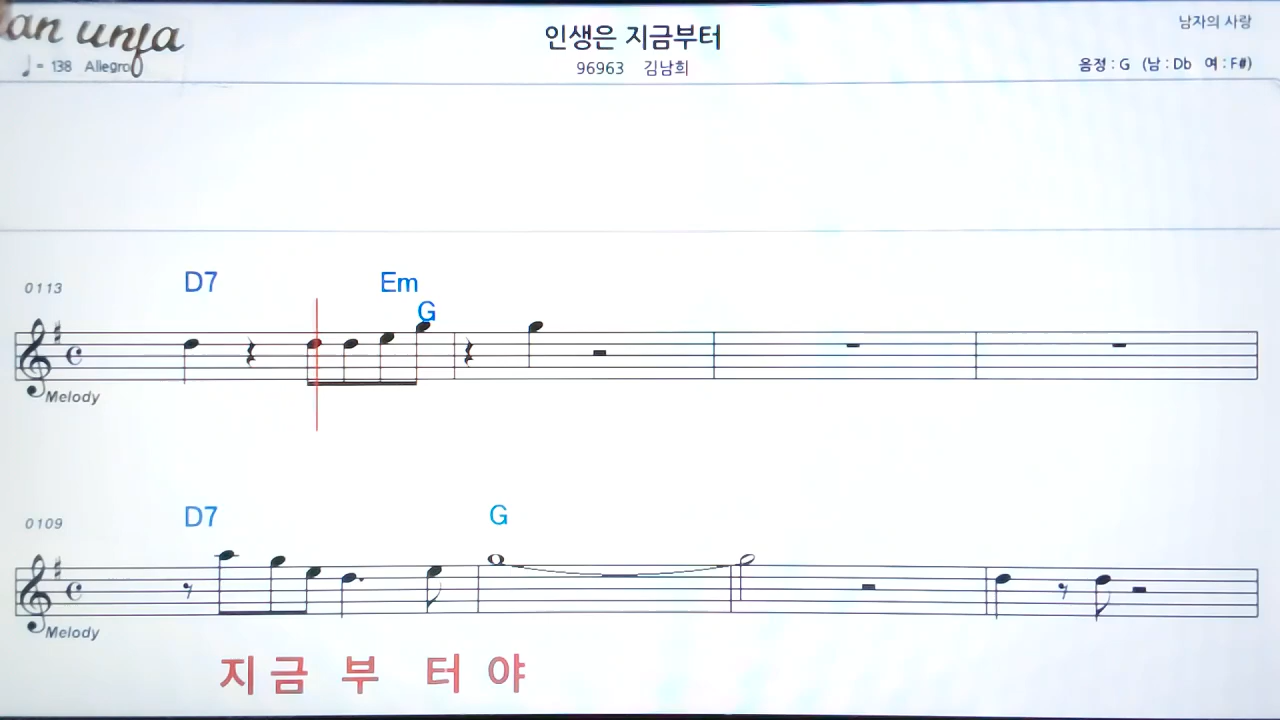 an unfa
남자의 사랑
인생은 지금부터
♩ = 138 Allegro
96963 김남희
음정 : G (남 : Db 여 : F#)
D7 Em
0113
G
Melody
D7 G
0109
Melody
지금 부 터 야